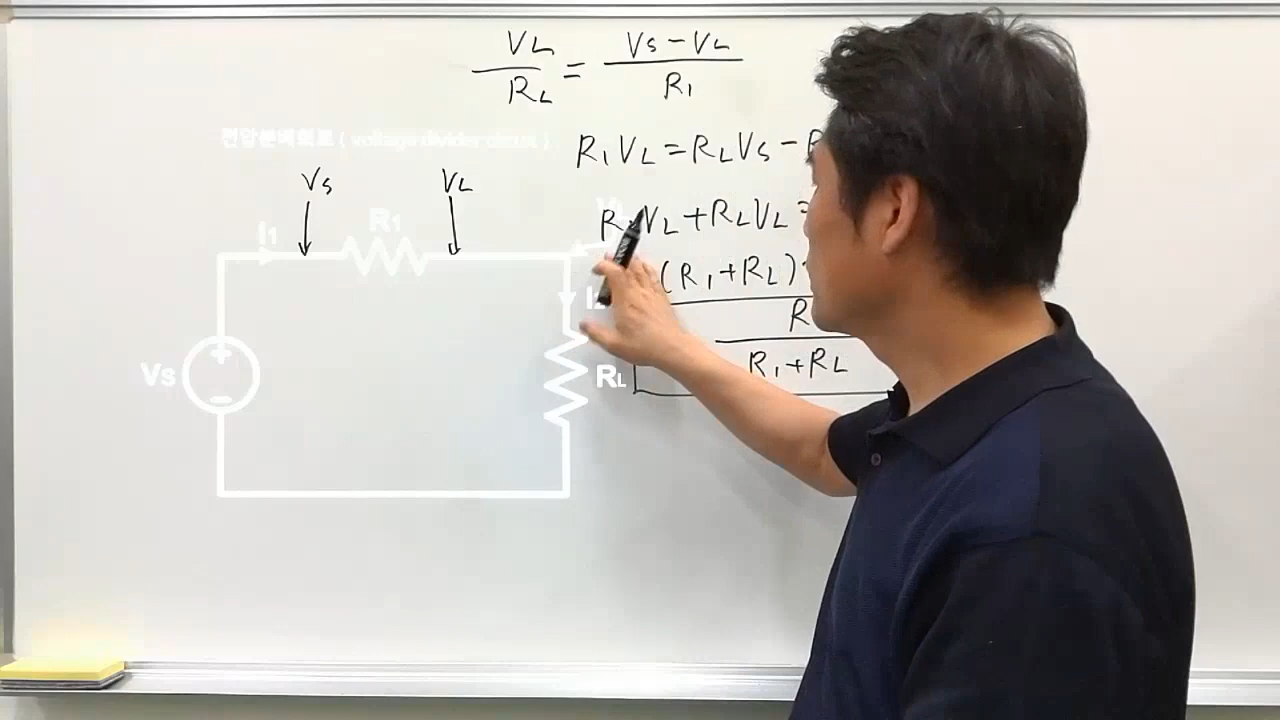 VL / RL = VS - VL / R1
전압분배회로 ( voltage divider circuit )
R1VL = RLVS -
VS VL
VL + RLVL =
I1 R1
(R1 + RL)
R1 + RL
VS
RL